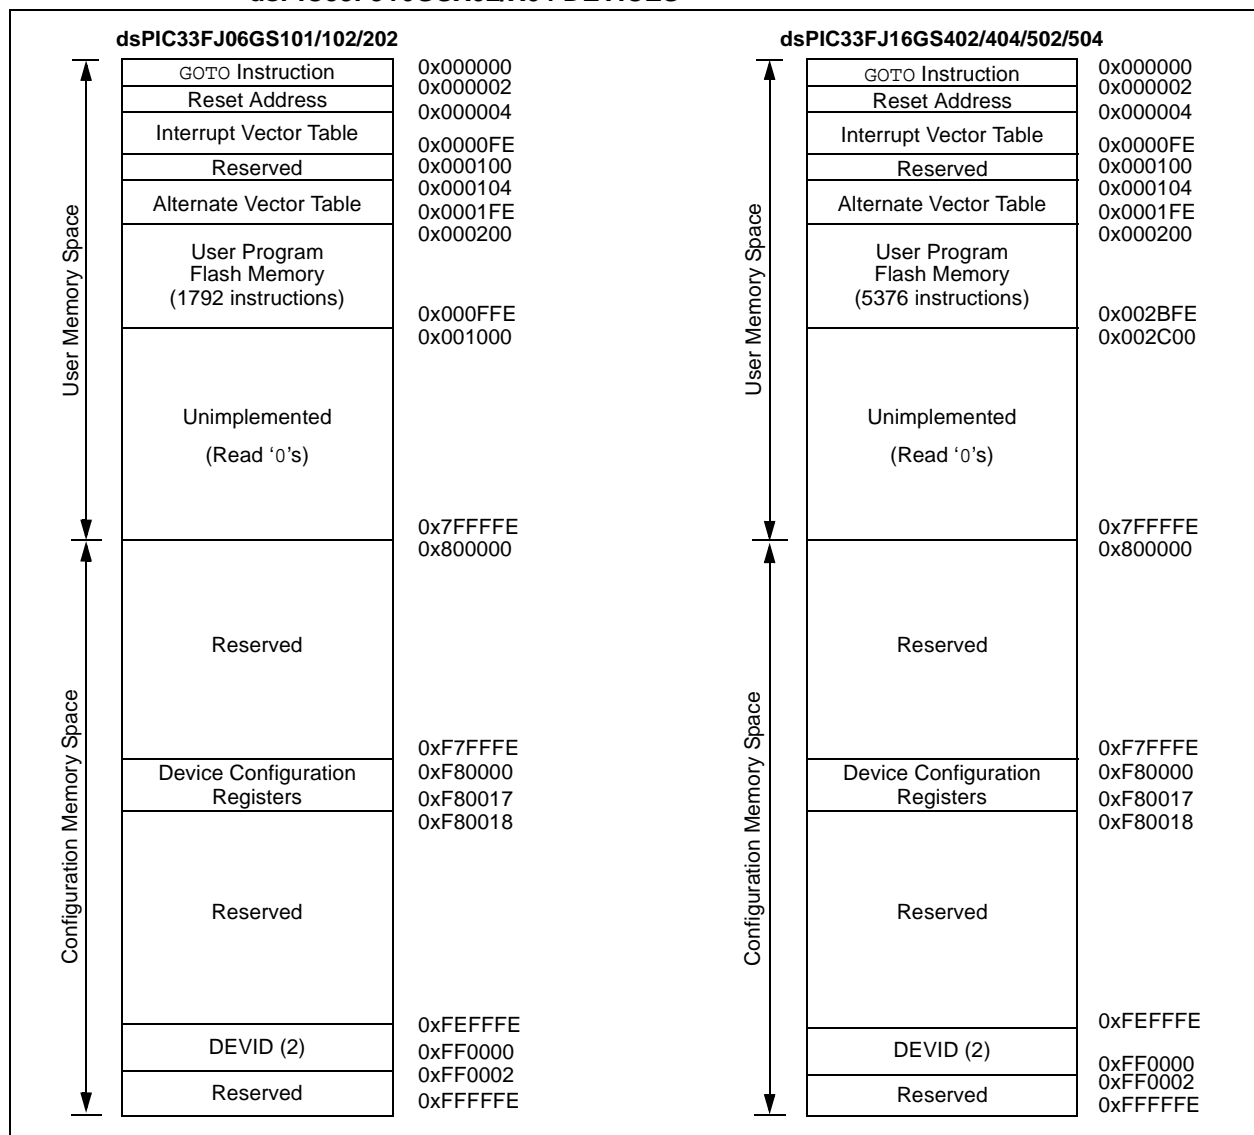 dsPIC33FJ06GS101/102/202
GOTO Instruction
Reset Address
Interrupt Vector Table
Reserved
Alternate Vector Table
User Program
Flash Memory
(1792 instructions)
Unimplemented
(Read ‘0’s)
Reserved
Device Configuration
Registers
Reserved
DEVID (2)
Reserved
0x000000
0x000002
0x000004
0x0000FE
0x000100
0x000104
0x0001FE
0x000200
0x000FFE
0x001000
0x7FFFFE
0x800000
0xF7FFFE
0xF80000
0xF80017
0xF80018
0xFEFFFE
0xFF0000
0xFF0002
0xFFFFFE
User Memory Space
Configuration Memory Space
dsPIC33FJ16GS402/404/502/504
GOTO Instruction
Reset Address
Interrupt Vector Table
Reserved
Alternate Vector Table
User Program
Flash Memory
(5376 instructions)
Unimplemented
(Read ‘0’s)
Reserved
Device Configuration
Registers
Reserved
DEVID (2)
Reserved
0x000000
0x000002
0x000004
0x0000FE
0x000100
0x000104
0x0001FE
0x000200
0x002BFE
0x002C00
0x7FFFFE
0x800000
0xF7FFFE
0xF80000
0xF80017
0xF80018
0xFEFFFE
0xFF0000
0xFF0002
0xFFFFFE
User Memory Space
Configuration Memory Space